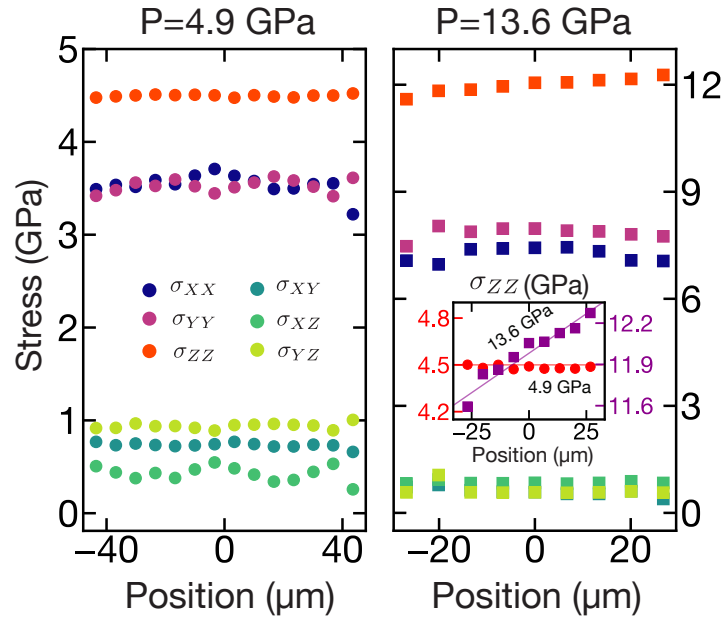 P=4.9 GPa
P=13.6 GPa
Stress (GPa)
5
4
3
2
1
0
−40
0
40
Position (μm)
σXX
σXY
σYY
σXZ
σZZ
σYZ
12
9
6
3
0
−20
0
20
Position (μm)
σZZ (GPa)
4.8
4.5
4.2
12.2
11.9
11.6
13.6 GPa
4.9 GPa
−25
0
25
Position (μm)